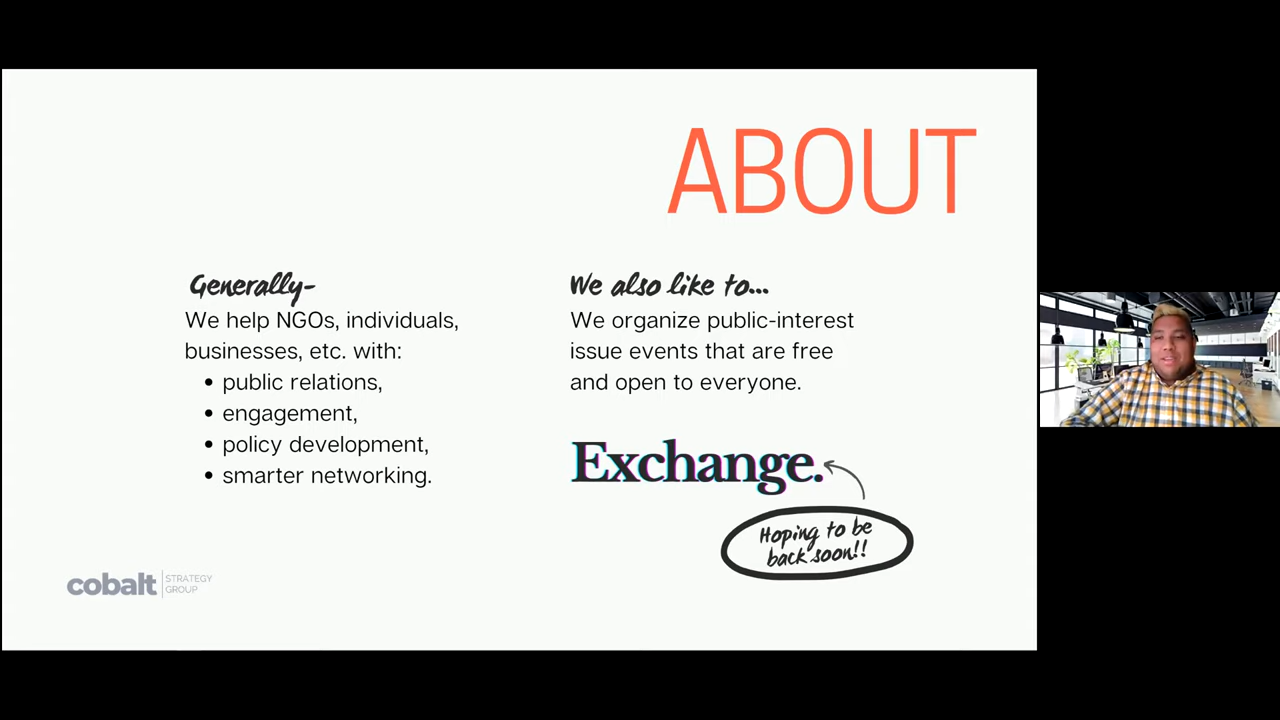 ABOUT
Generally-
We help NGOs, individuals,
businesses, etc. with:
• public relations,
• engagement,
• policy development,
• smarter networking.
We also like to...
We organize public-interest
issue events that are free
and open to everyone.
Exchange.
Hoping to be
back soon!!
cobalt
STRATEGY
GROUP